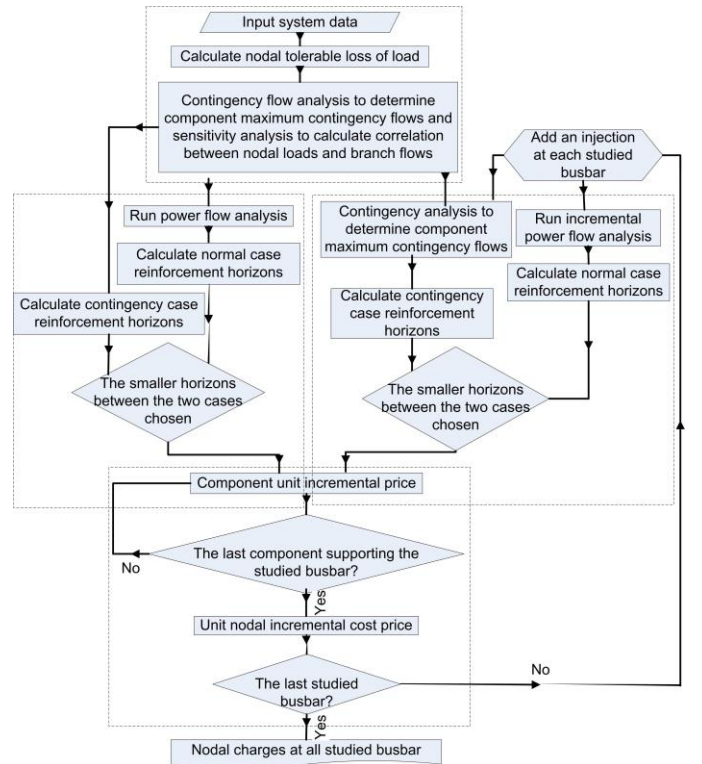 Input system data
Calculate nodal tolerable loss of load
Contingency flow analysis to determine
component maximum contingency flows and
sensitivity analysis to calculate correlation
between nodal loads and branch flows
Add an injection
at each studied
busbar
Run power flow analysis
Calculate normal case
reinforcement horizons
Calculate contingency case
reinforcement horizons
The smaller horizons
between the two cases
chosen
Contingency analysis to
determine component
maximum contingency flows
Run incremental
power flow analysis
Calculate contingency
case reinforcement
horizons
Calculate normal case
reinforcement horizons
The smaller horizons
between the two cases
chosen
Component unit incremental price
The last component supporting the
studied busbar?
No
Yes
Unit nodal incremental cost price
The last studied
busbar?
No
Yes
Nodal charges at all studied busbar